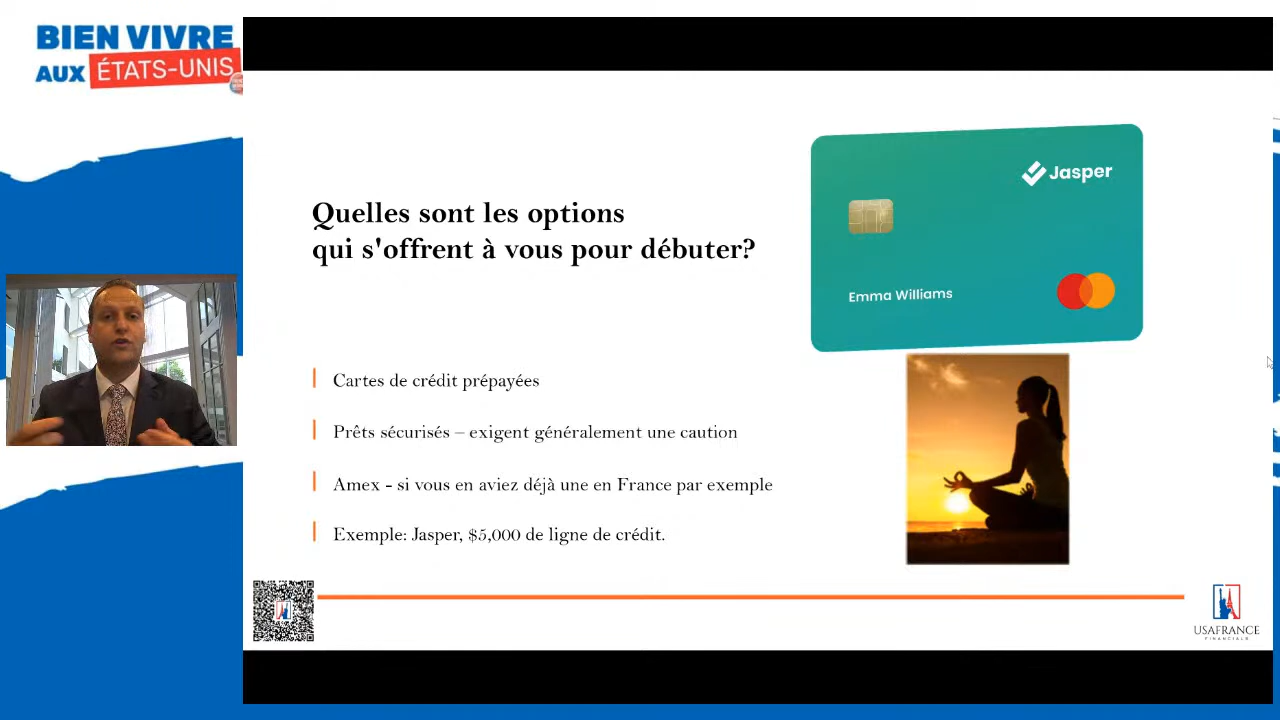 BIEN VIVRE
AUX ÉTATS-UNIS
Quelles sont les options
qui s'offrent à vous pour débuter?
Jasper
Emma Williams
Cartes de crédit prépayées
Prêts sécurisés – exigent généralement une caution
Amex - si vous en aviez déjà une en France par exemple
Exemple: Jasper, $5,000 de ligne de crédit.
USAFRANCE
FINANCIALS